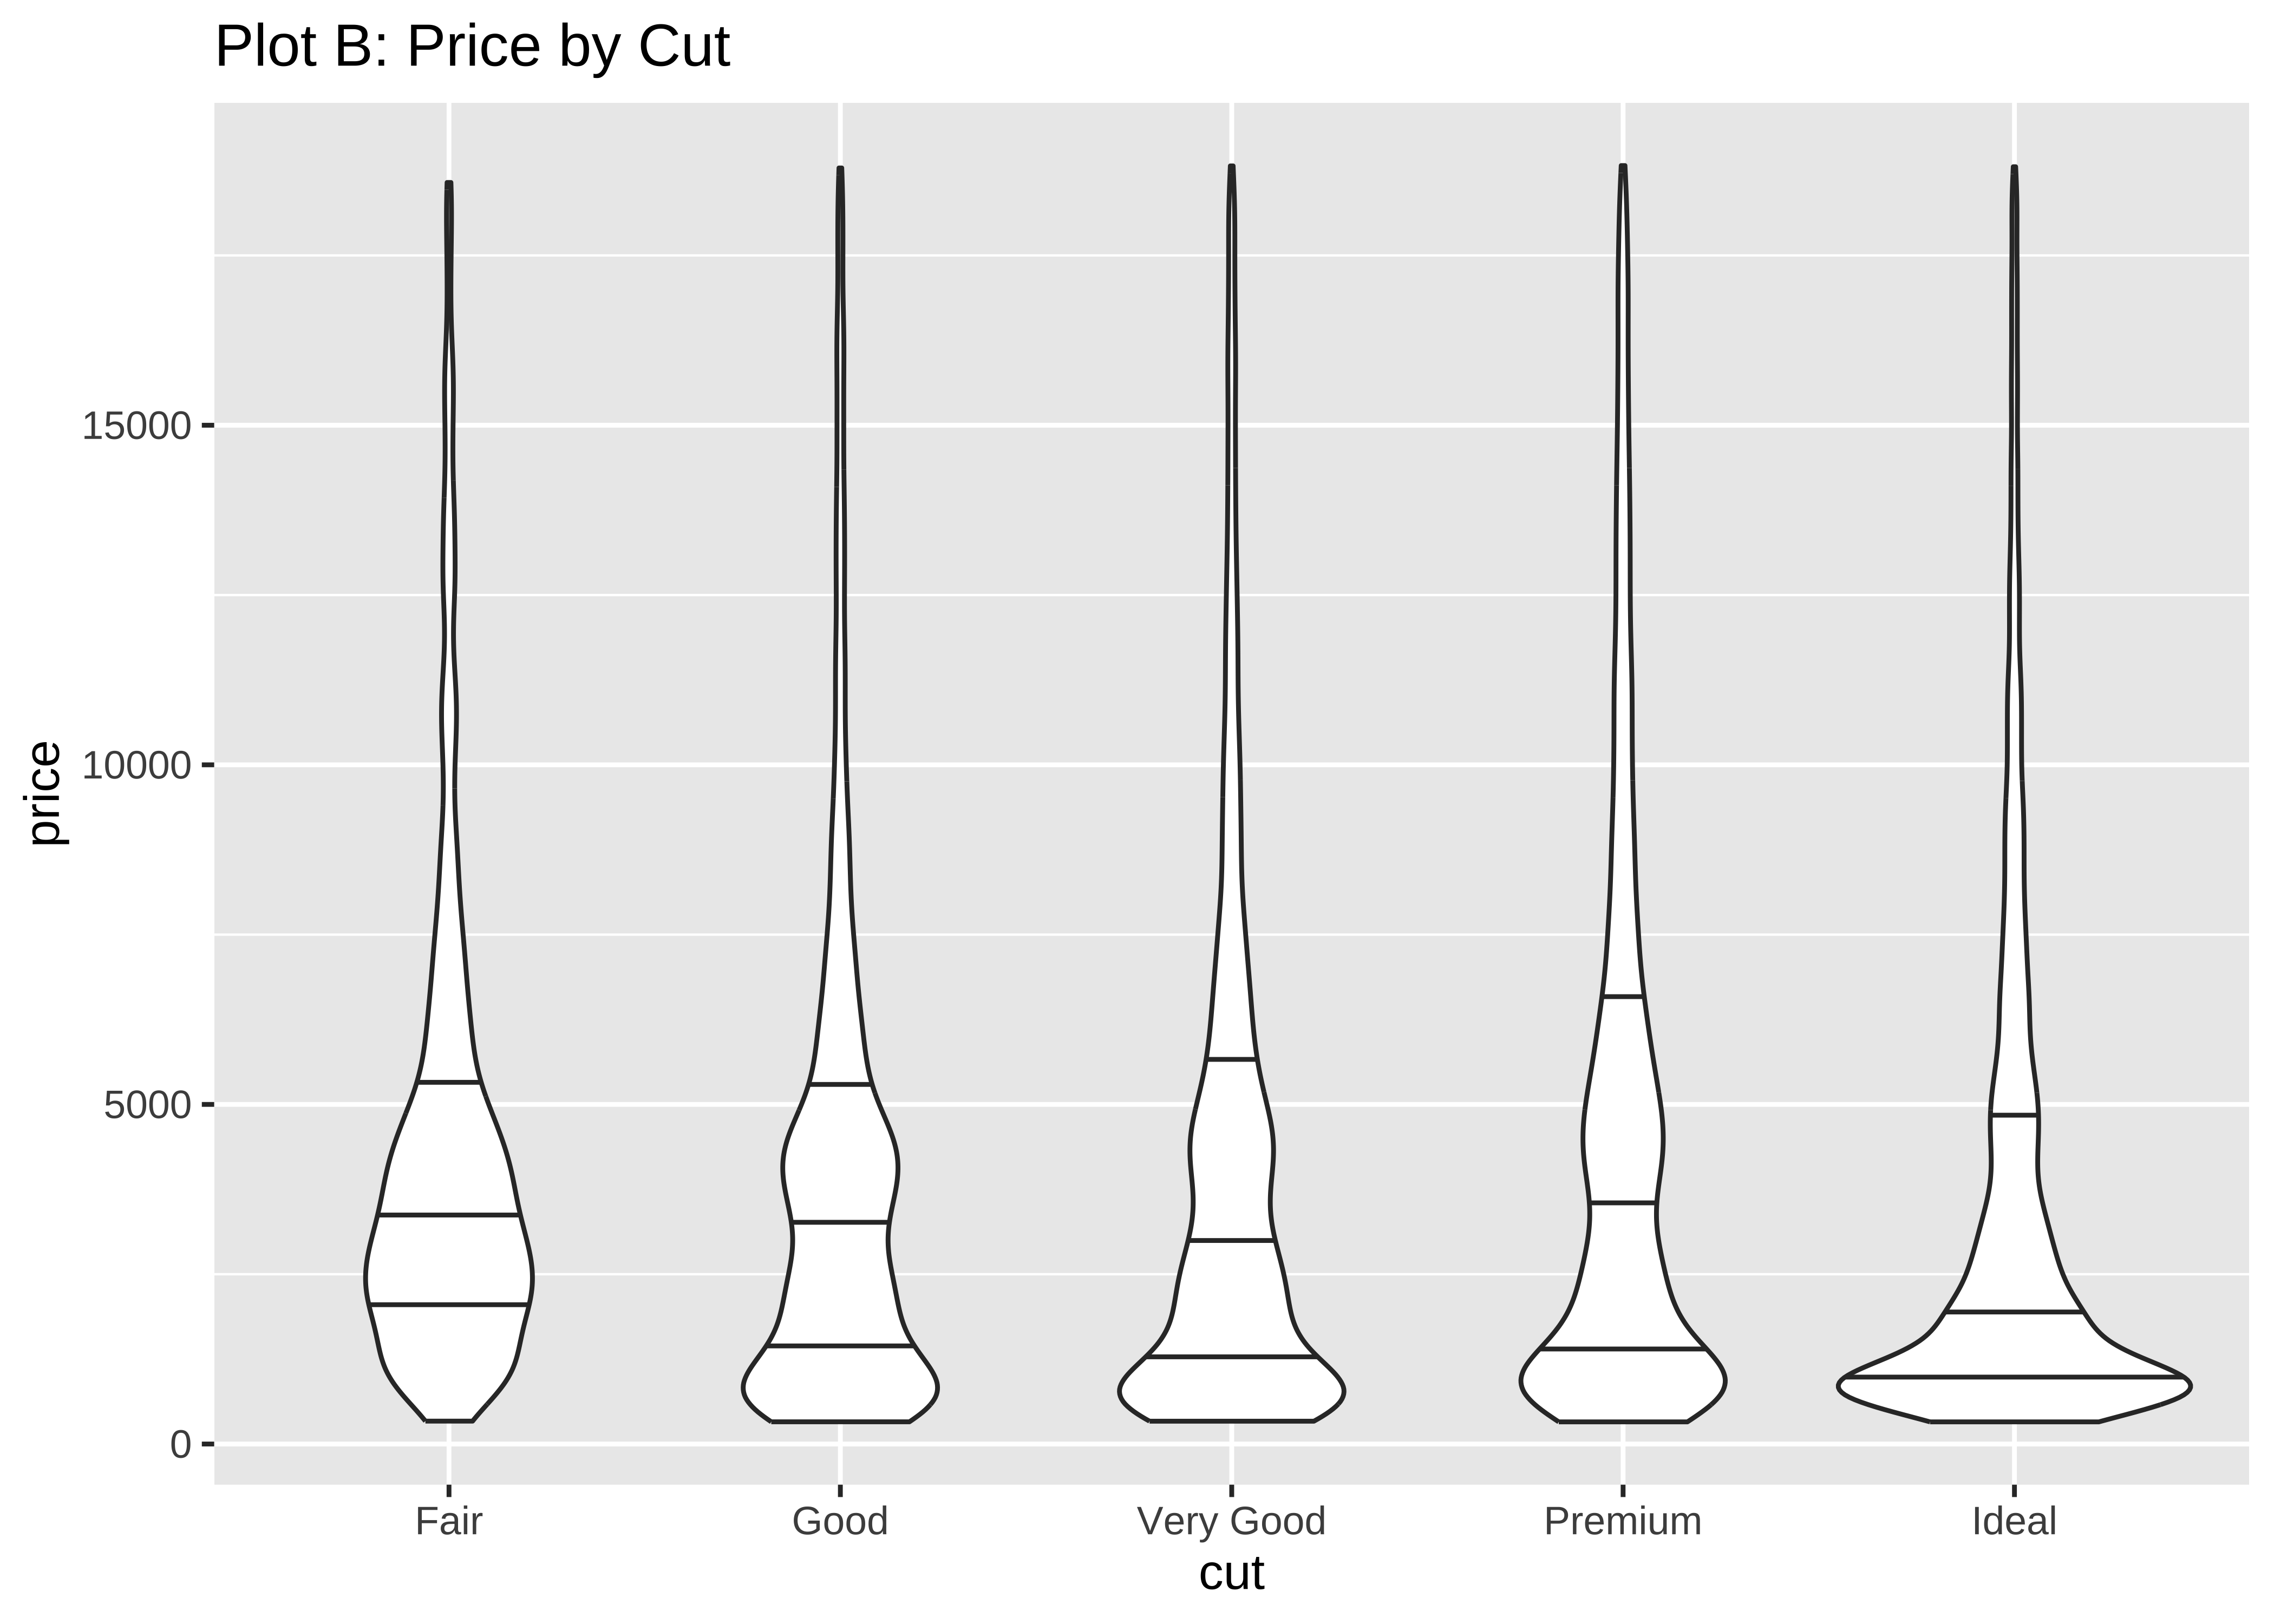 Plot B: Price by Cut
price
15000
10000
5000
0
Fair
Good
Very Good
Premium
Ideal
cut